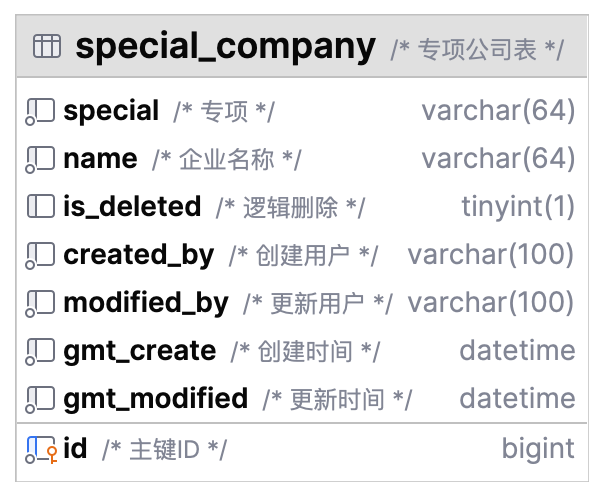 special_company /* 专项公司表 */
special /* 专项 */ varchar(64)
name /* 企业名称 */ varchar(64)
is_deleted /* 逻辑删除 */ tinyint(1)
created_by /* 创建用户 */ varchar(100)
modified_by /* 更新用户 */ varchar(100)
gmt_create /* 创建时间 */ datetime
gmt_modified /* 更新时间 */ datetime
id /* 主键ID */ bigint